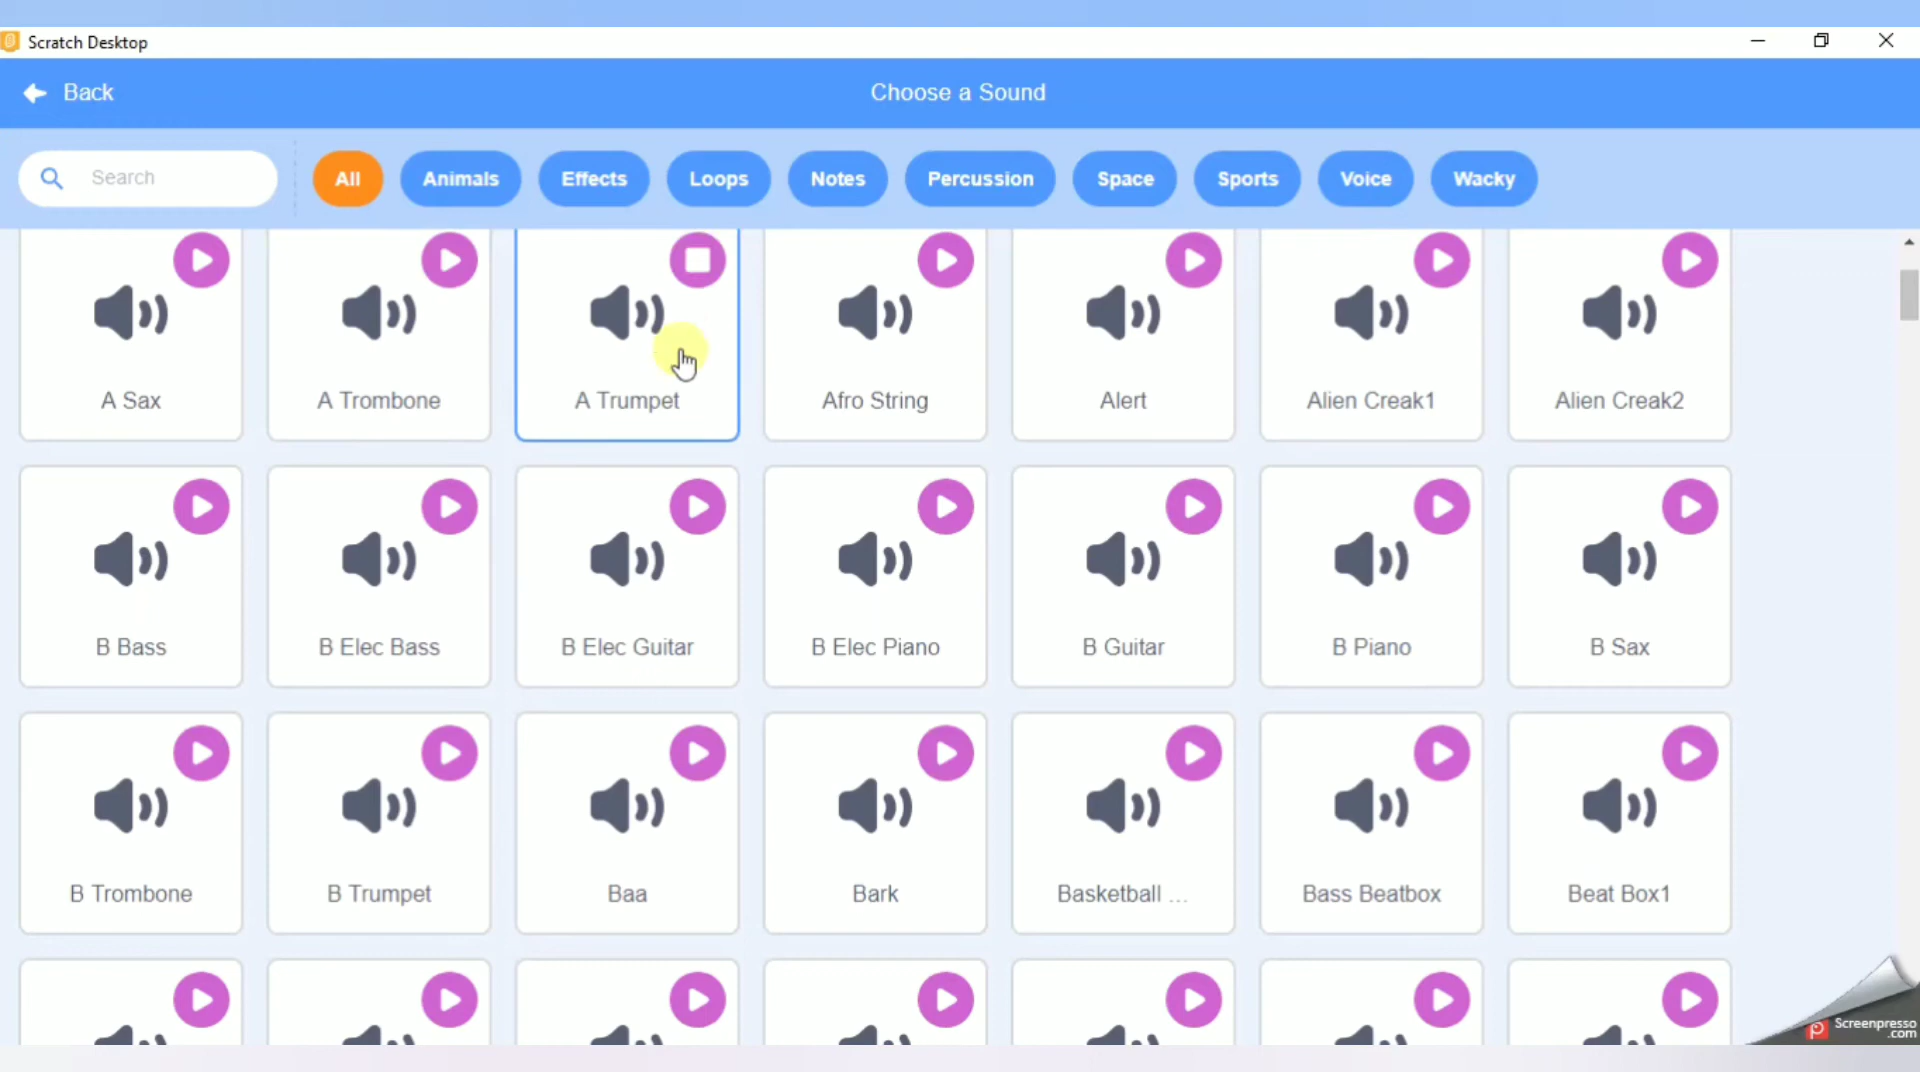 Scratch Desktop
Back
Choose a Sound
Search
All
Animals
Effects
Loops
Notes
Percussion
Space
Sports
Voice
Wacky
A Sax
A Trombone
A Trumpet
Afro String
Alert
Alien Creak1
Alien Creak2
B Bass
B Elec Bass
B Elec Guitar
B Elec Piano
B Guitar
B Piano
B Sax
B Trombone
B Trumpet
Baa
Bark
Basketball ...
Bass Beatbox
Beat Box1
Screenpresso
.com